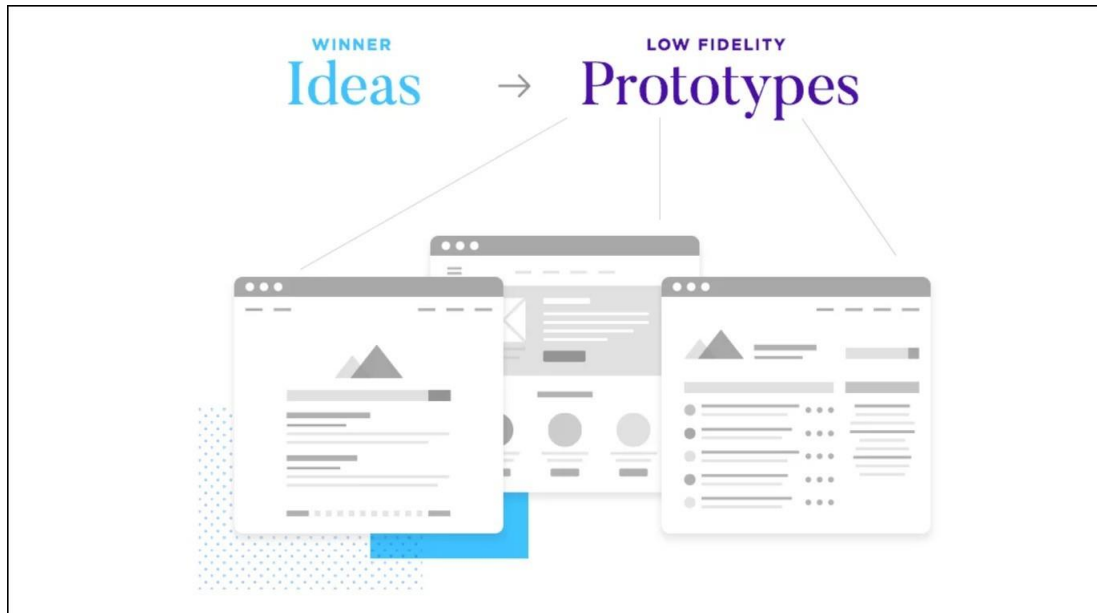 WINNER
Ideas
→
LOW FIDELITY
Prototypes